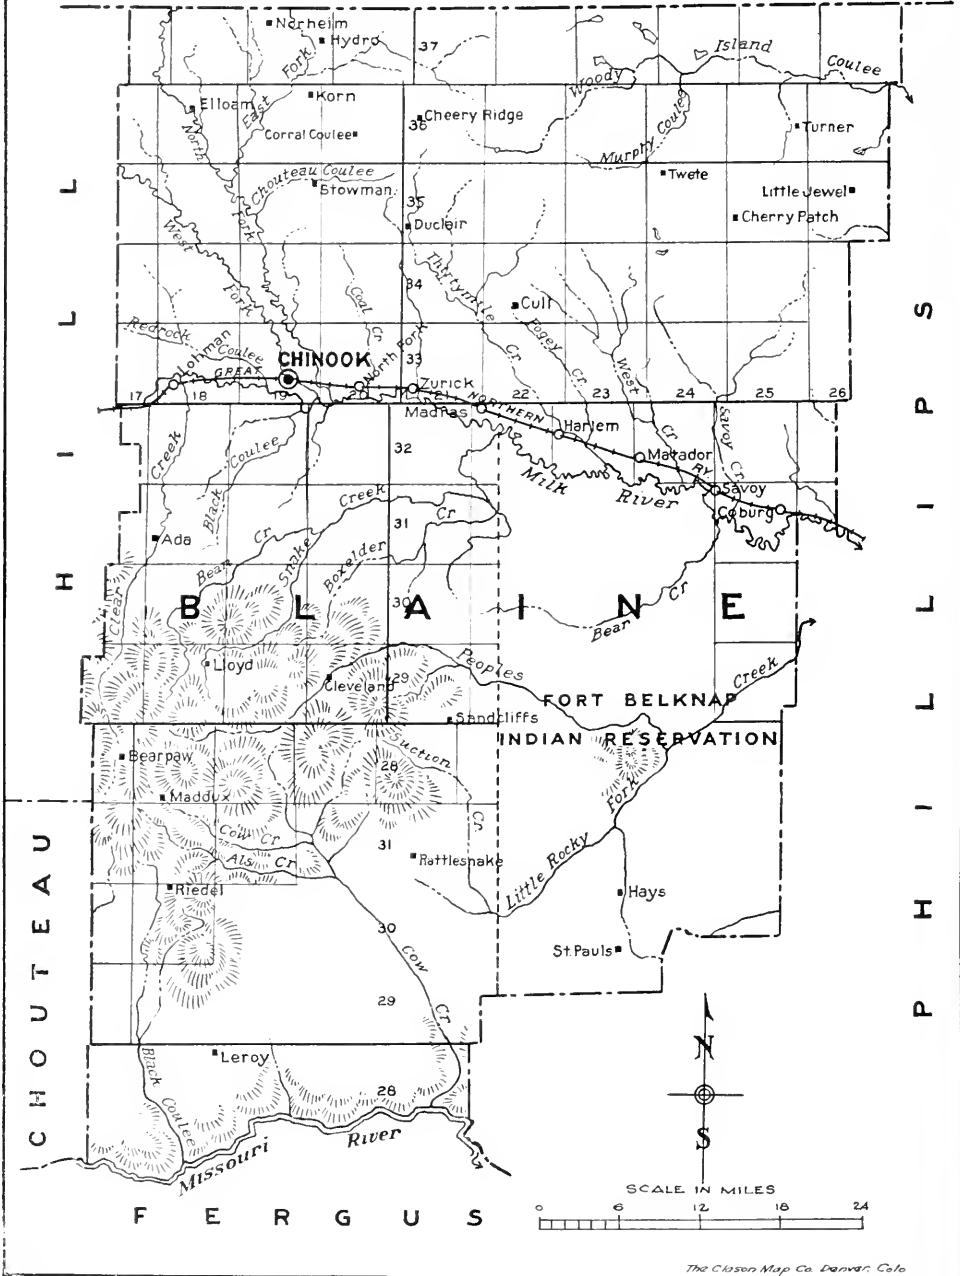 Norheim
Hydro
37
Island
Coulee
Woody
Fork
East
Elloam
Korn
Cheery Ridge
36
Murphy Coulee
Turner
North
Corral Coulee
Chouteau Coulee
Stowman
Twete
Little Jewel
35
Cherry Patch
Fork
Duclair
West
Fork
Thirtymile
Cr
34
Coal
Cr
Culf
Fogey
Cr
West
Cr
Redrock
Coulee
Lohman
CHINOOK
North Fork
33
GREAT
Zurick
17
18
19
20
21
21
22
23
24
25
26
Madras
NORTHERN
RY
Harlem
Savoy
Cr
32
Matador
Milk
River
Savoy
Coburg
Creek
Coulee
Black
Creek
Cr
31
Ada
Bean
Cr
Snake
Boxelder
Clear
30
B L A I N E
Bear
Cr
Lloyd
Cleveland
29
Peoples
Creek
FORT BELKNAP
INDIAN RESERVATION
Sandcliffs
Suction
Cr
28
Bearpaw
Maddux
Fork
Cow Cr
Als Cr
31
Rattlesnake
Little Rocky
Riedel
Hays
30
Cow
Cr
St. Pauls
29
Leroy
28
Black
Coulee
Missouri
River
H I L L
C H O U T E A U
P H I L L I P S
F E R G U S
N
S
SCALE IN MILES
0 6 12 18 24
The Clason Map Co. Denver. Colo